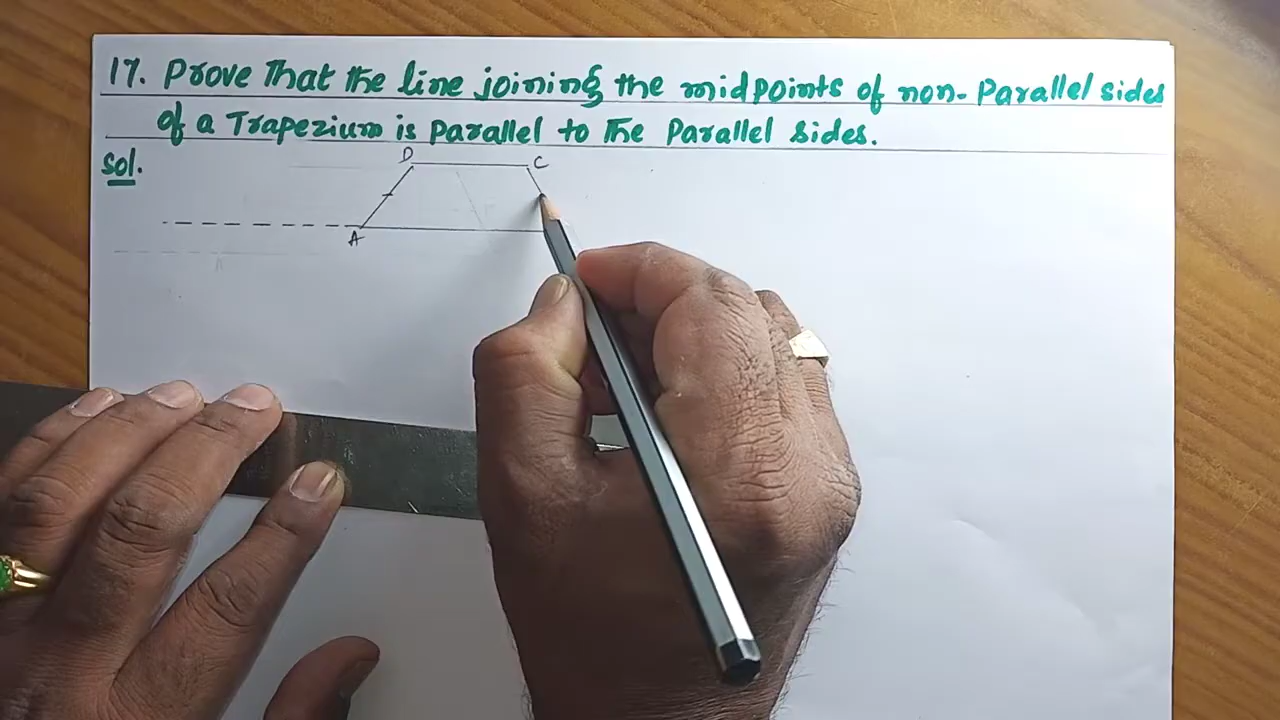 17. Prove That the line joining the midpoints of non-Parallel sides
of a Trapezium is parallel to The Parallel sides.
Sol.
D C
A